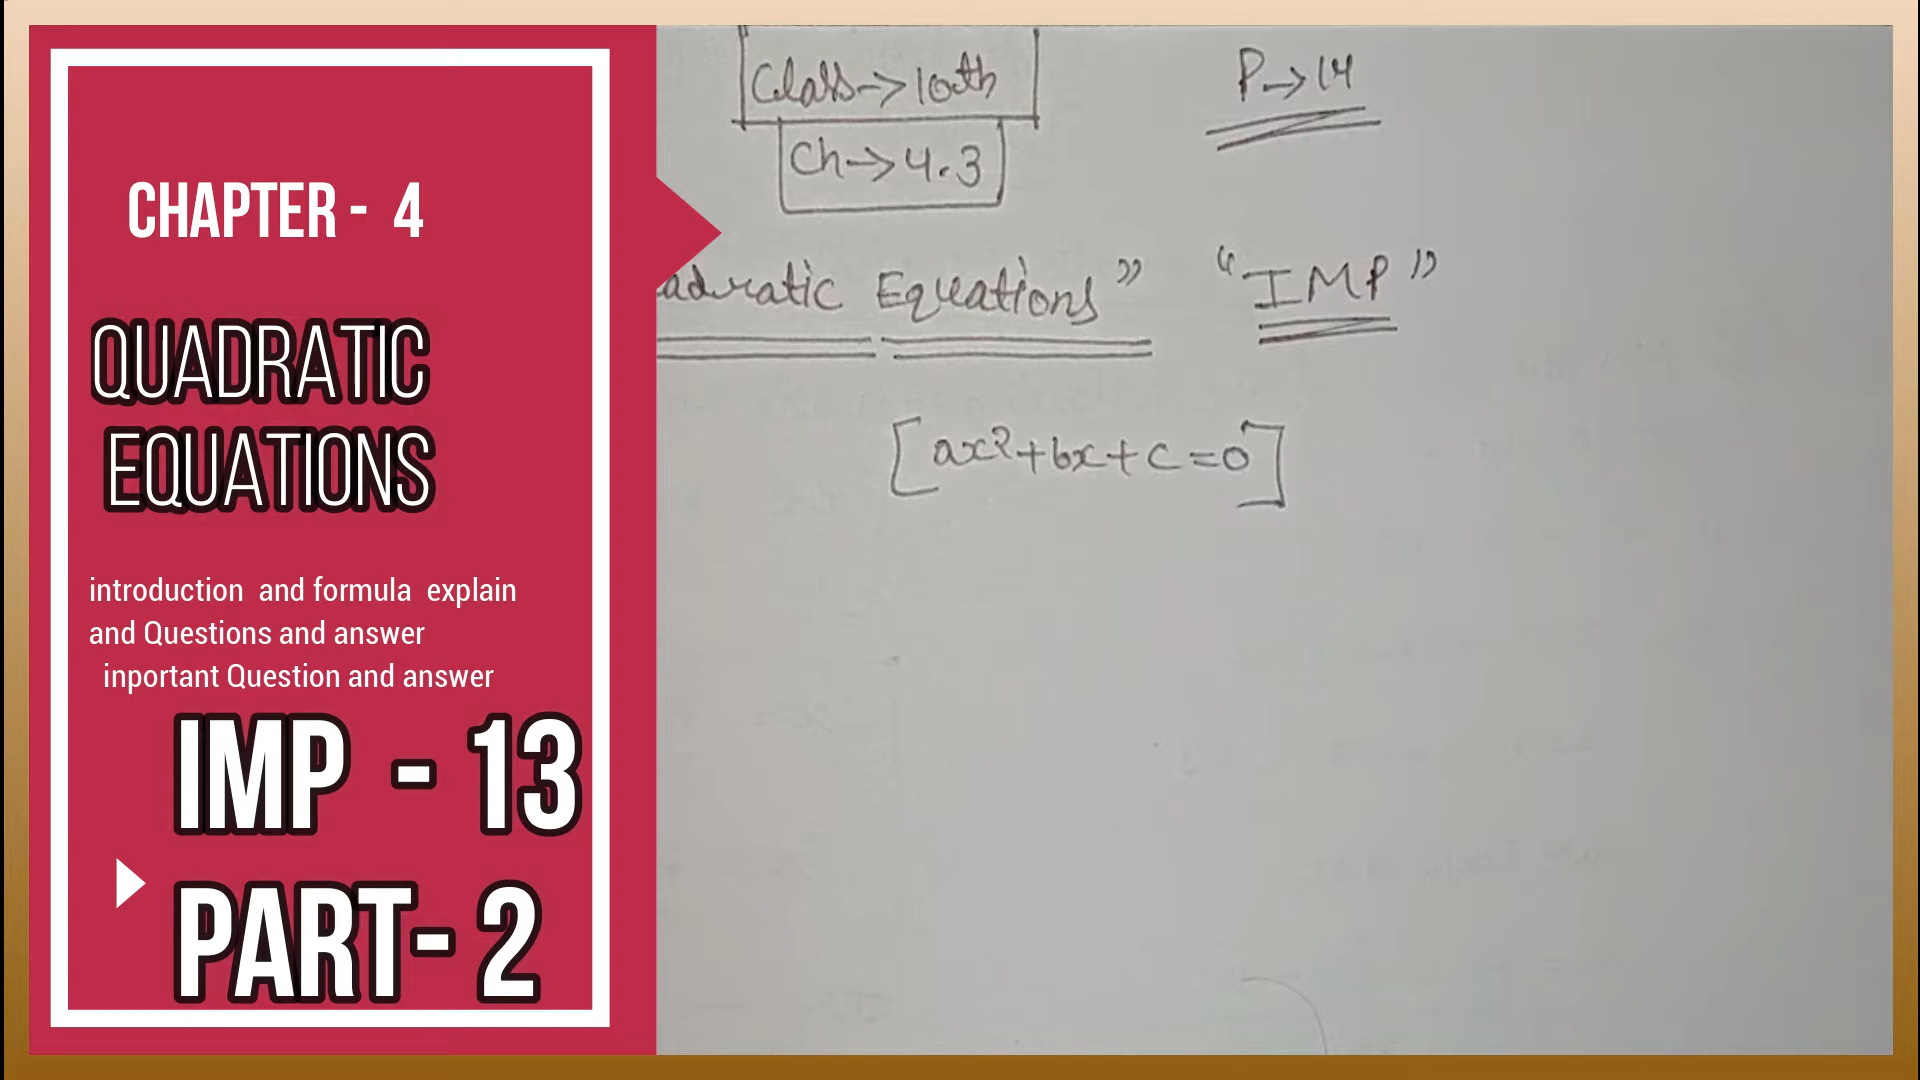 CHAPTER - 4
QUADRATIC
EQUATIONS
introduction and formula explain
and Questions and answer
inportant Question and answer
IMP - 13
PART- 2
Class->10th
P->14
Ch->4.3
adratic Equations” “IMP”
[ax²+bx+c=0]